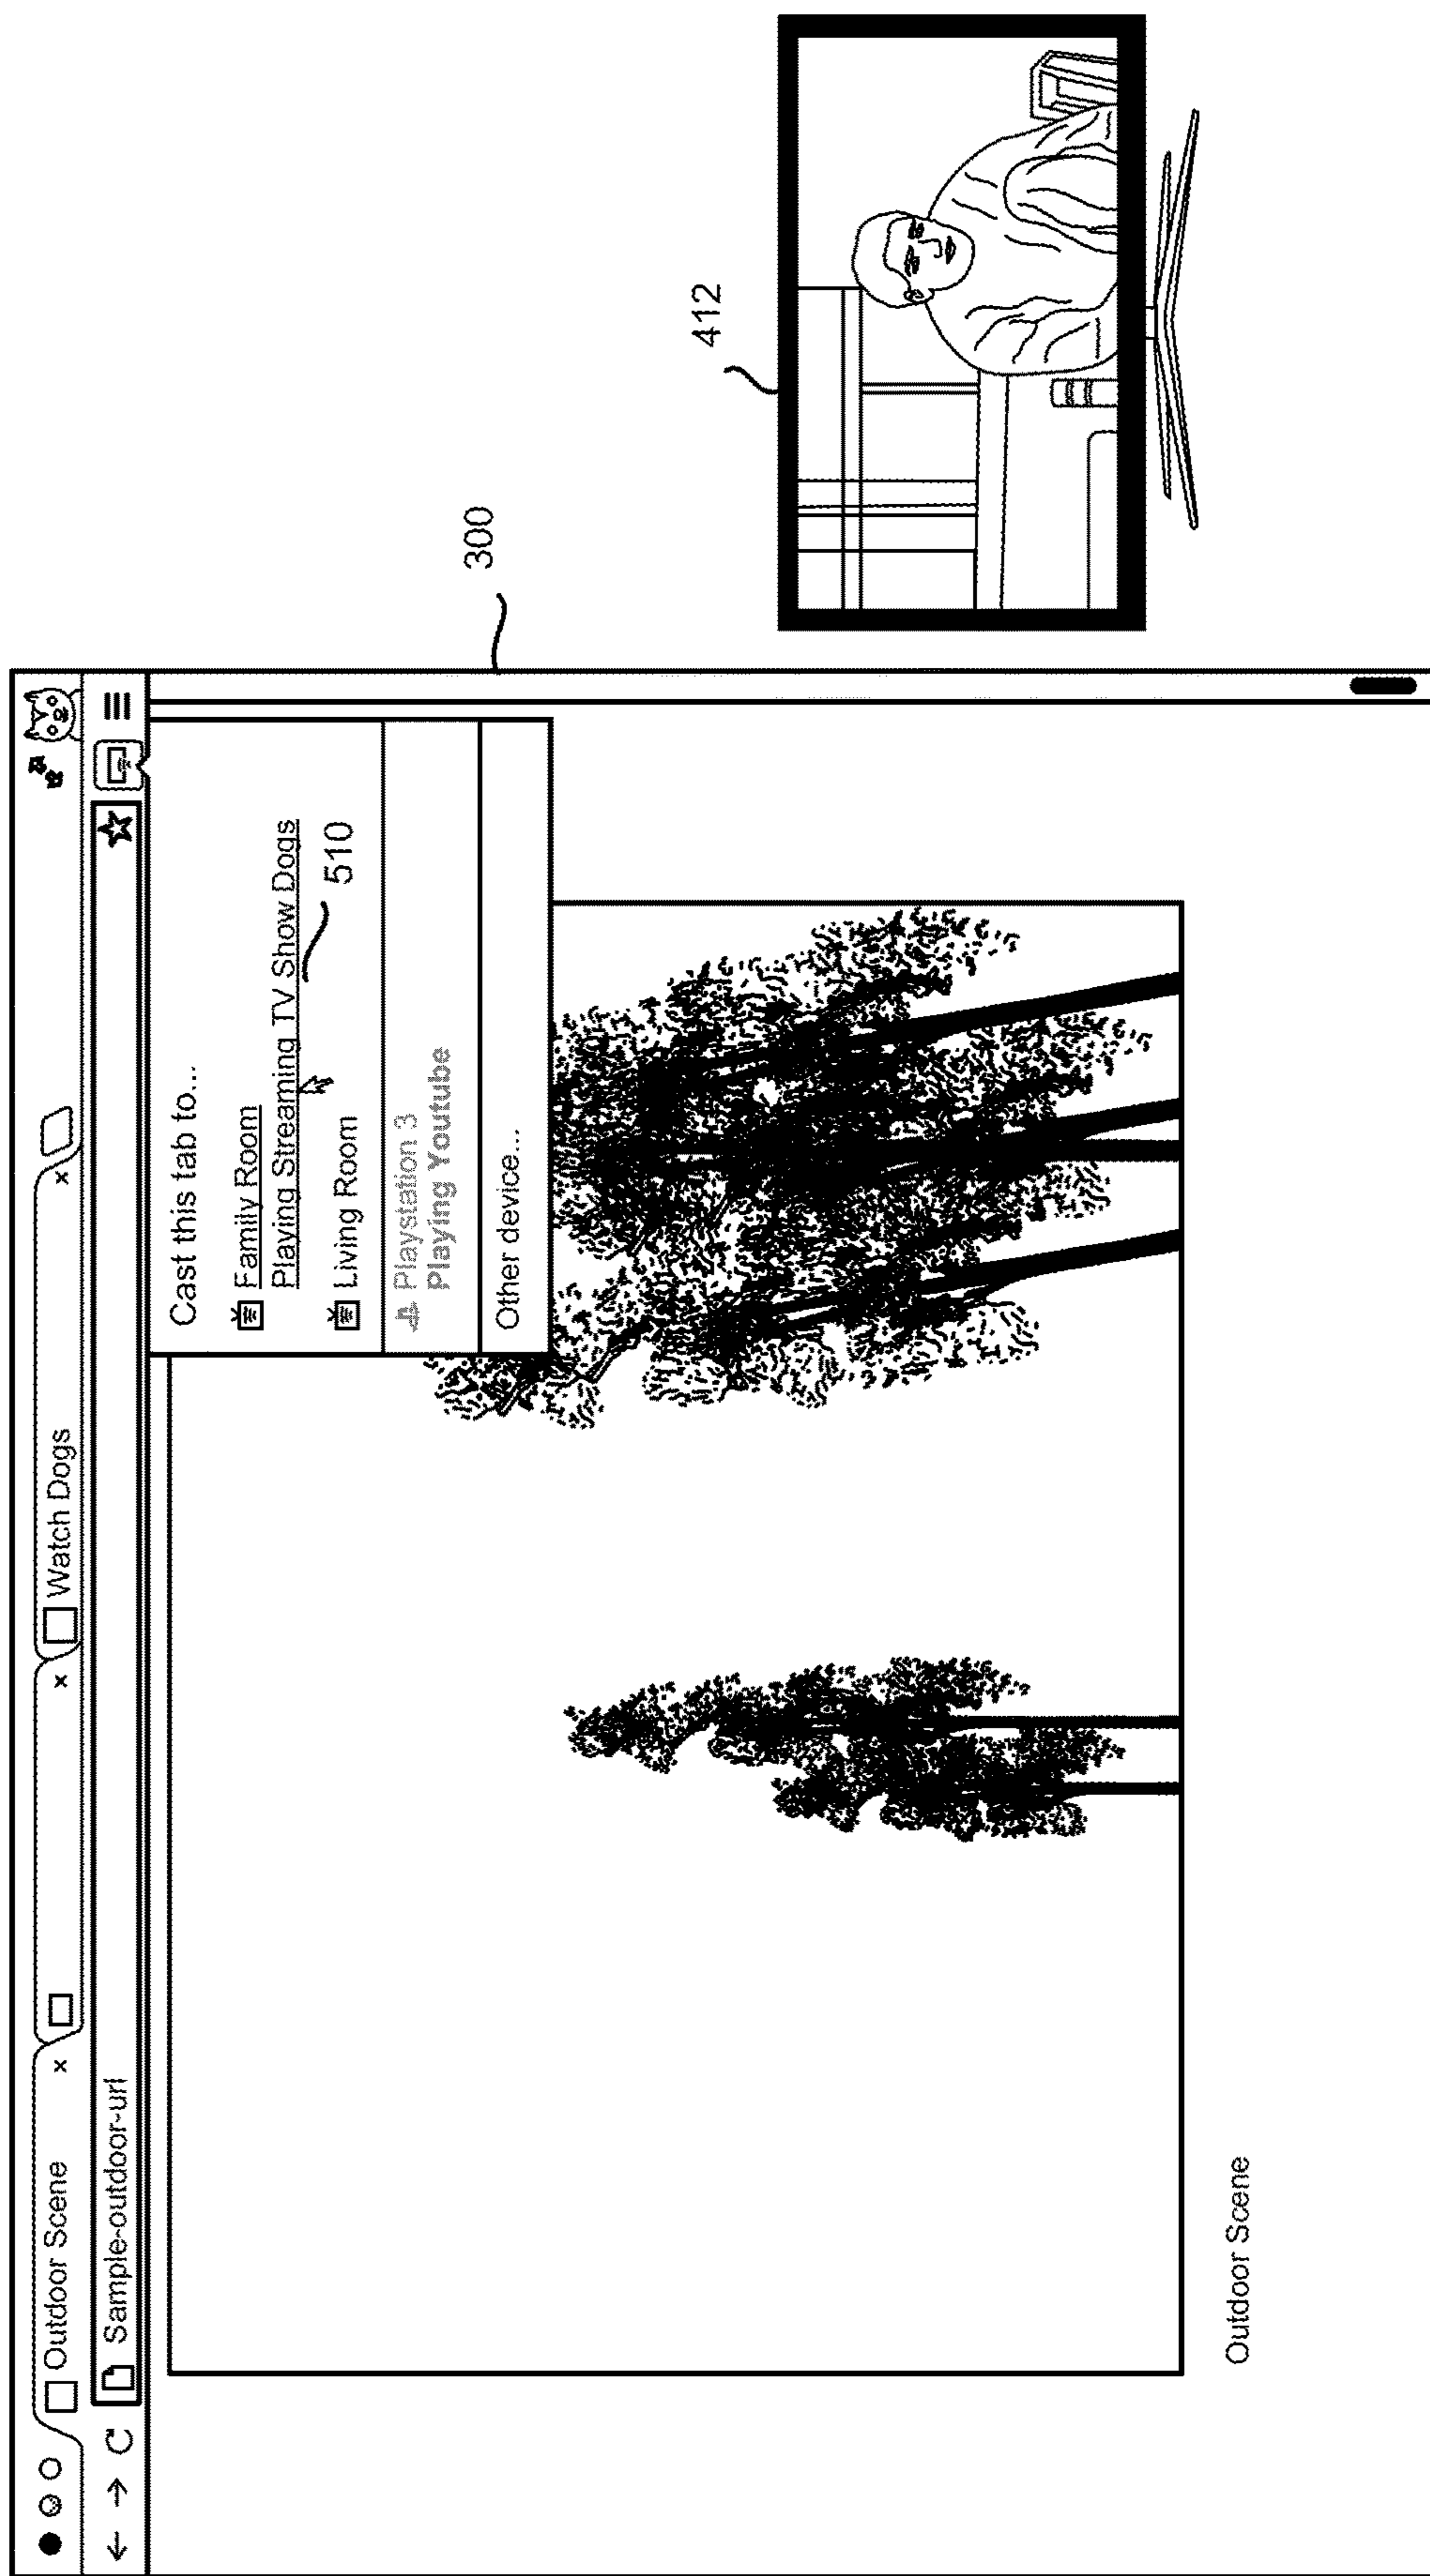 Outdoor Scene
Watch Dogs
Sample-outdoor-url
Cast this tab to...
Family Room
Playing Streaming TV Show Dogs
510
Living Room
Playstation 3
Playing Youtube
Other device...
300
412
Outdoor Scene